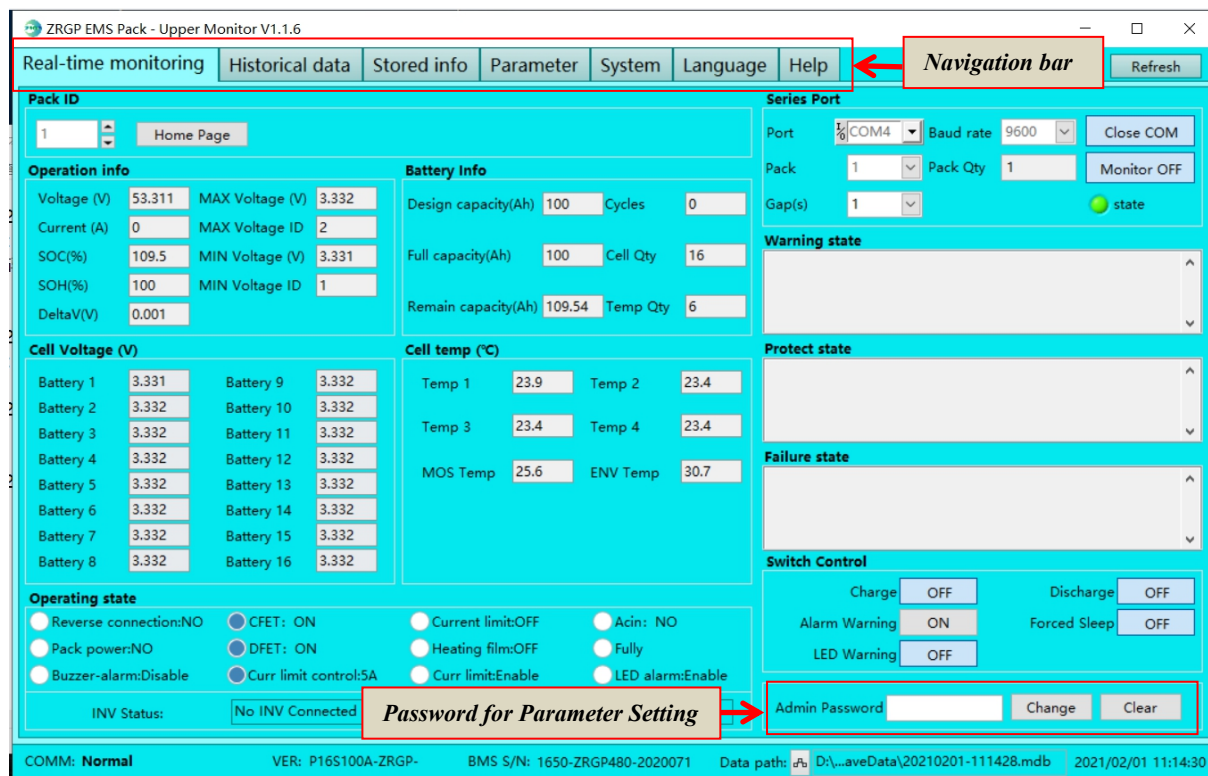 ZRGP EMS Pack - Upper Monitor V1.1.6
Real-time monitoring Historical data Stored info Parameter System Language Help Navigation bar Refresh
Pack ID
1 Home Page
Operation info
Voltage (V) 53.311 MAX Voltage (V) 3.332
Current (A) 0 MAX Voltage ID 2
SOC(%) 109.5 MIN Voltage (V) 3.331
SOH(%) 100 MIN Voltage ID 1
DeltaV(V) 0.001
Battery Info
Design capacity(Ah) 100 Cycles 0
Full capacity(Ah) 100 Cell Qty 16
Remain capacity(Ah) 109.54 Temp Qty 6
Series Port
Port COM4 Baud rate 9600 Close COM
Pack 1 Pack Qty 1 Monitor OFF
Gap(s) 1 state
Warning state
Cell Voltage (V)
Battery 1 3.331 Battery 9 3.332
Battery 2 3.332 Battery 10 3.332
Battery 3 3.332 Battery 11 3.332
Battery 4 3.332 Battery 12 3.332
Battery 5 3.332 Battery 13 3.332
Battery 6 3.332 Battery 14 3.332
Battery 7 3.332 Battery 15 3.332
Battery 8 3.332 Battery 16 3.332
Cell temp (℃)
Temp 1 23.9 Temp 2 23.4
Temp 3 23.4 Temp 4 23.4
MOS Temp 25.6 ENV Temp 30.7
Protect state
Failure state
Switch Control
Charge OFF Discharge OFF
Alarm Warning ON Forced Sleep OFF
LED Warning OFF
Operating state
Reverse connection:NO CFET: ON Current limit:OFF Acin: NO
Pack power:NO DFET: ON Heating film:OFF Fully
Buzzer-alarm:Disable Curr limit control:5A Curr limit:Enable LED alarm:Enable
INV Status: No INV Connected
Password for Parameter Setting
Admin Password Change Clear
COMM: Normal VER: P16S100A-ZRGP- BMS S/N: 1650-ZRGP480-2020071 Data path: D:\...aveData\20210201-111428.mdb 2021/02/01 11:14:30